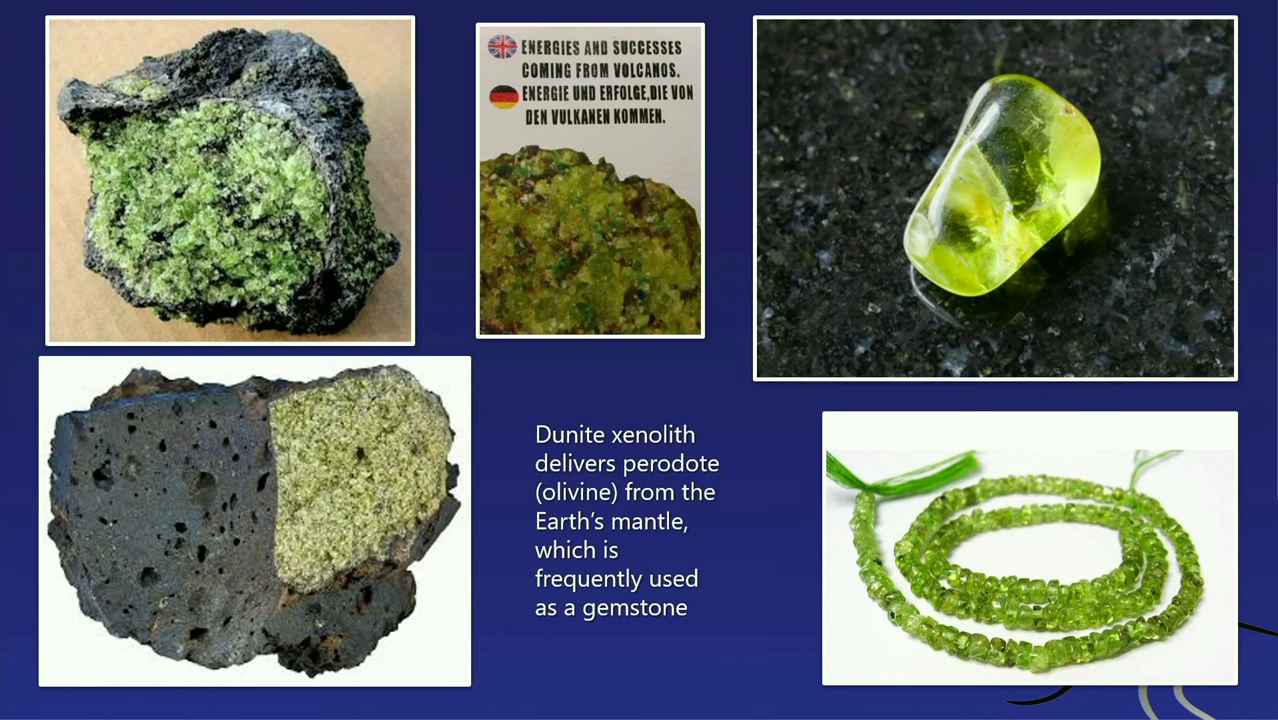 ENERGIES AND SUCCESSES
COMING FROM VOLCANOS.
ENERGIE UND ERFOLGE,DIE VON
DEN VULKANEN KOMMEN.
Dunite xenolith
delivers perodote
(olivine) from the
Earth’s mantle,
which is
frequently used
as a gemstone